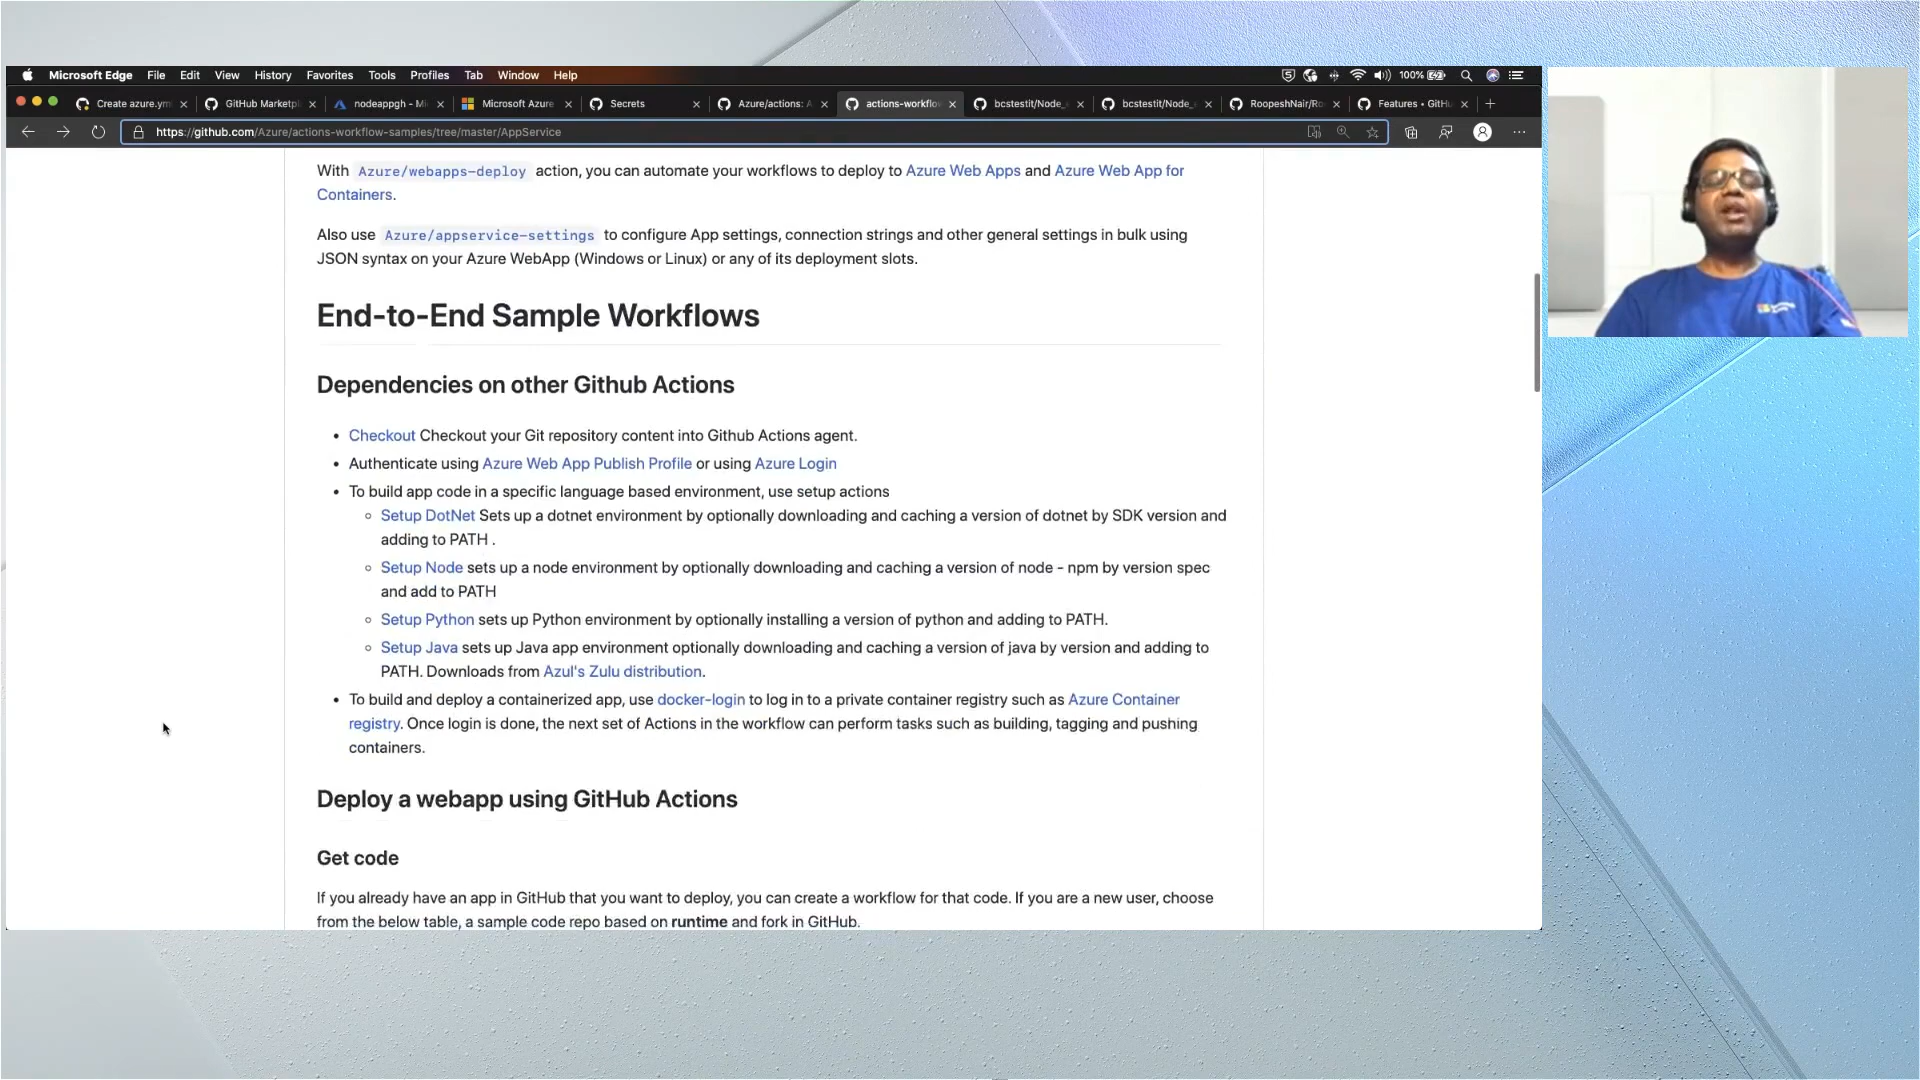 Microsoft Edge File Edit View History Favorites Tools Profiles Tab Window Help 100%
Create azure.ym GitHub Marketpl nodeappgh - Mi Microsoft Azure Secrets Azure/actions: A actions-workflo bcstestit/Node_ bcstestit/Node_ RoopeshNair/Ro Features • GitHu
https://github.com/Azure/actions-workflow-samples/tree/master/AppService
With Azure/webapps-deploy action, you can automate your workflows to deploy to Azure Web Apps and Azure Web App for
Containers.
Also use Azure/appservice-settings to configure App settings, connection strings and other general settings in bulk using
JSON syntax on your Azure WebApp (Windows or Linux) or any of its deployment slots.
End-to-End Sample Workflows
Dependencies on other Github Actions
• Checkout Checkout your Git repository content into Github Actions agent.
• Authenticate using Azure Web App Publish Profile or using Azure Login
• To build app code in a specific language based environment, use setup actions
◦ Setup DotNet Sets up a dotnet environment by optionally downloading and caching a version of dotnet by SDK version and
adding to PATH .
◦ Setup Node sets up a node environment by optionally downloading and caching a version of node - npm by version spec
and add to PATH
◦ Setup Python sets up Python environment by optionally installing a version of python and adding to PATH.
◦ Setup Java sets up Java app environment optionally downloading and caching a version of java by version and adding to
PATH. Downloads from Azul's Zulu distribution.
• To build and deploy a containerized app, use docker-login to log in to a private container registry such as Azure Container
registry. Once login is done, the next set of Actions in the workflow can perform tasks such as building, tagging and pushing
containers.
Deploy a webapp using GitHub Actions
Get code
If you already have an app in GitHub that you want to deploy, you can create a workflow for that code. If you are a new user, choose
from the below table, a sample code repo based on runtime and fork in GitHub.